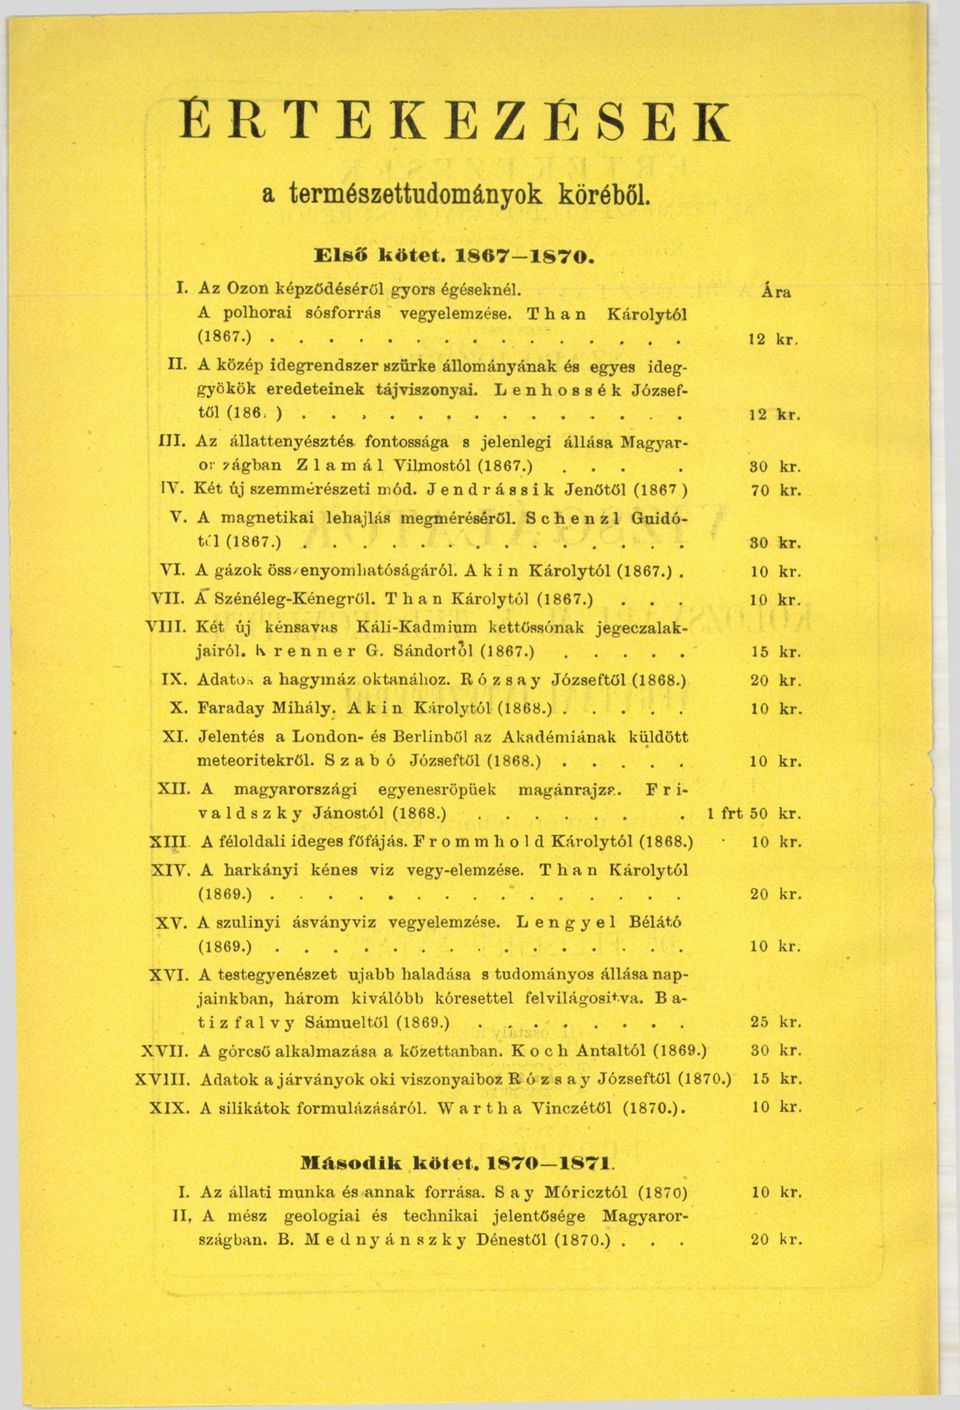 ÉRTEKEZÉSEK
a természettudományok köréből.
Első kötet. 1867—1870.
I. Az Ozon képződéséről gyors égéseknél. Ára
A polhorai sósforrás vegyelemzése. Than Károlytól
(1867.) . . . . . . . . . . . . . . 12 kr.
II. A közép idegrendszer szürke állományának és egyes ideg-
gyökök eredeteinek tájviszonyai. Lenhossék József-
től (186 ) . . . . . . . . . . . . . 12 kr.
III. Az állattenyésztés fontossága s jelenlegi állása Magyar-
országban Zlamál Vilmostól (1867.) . . . . 30 kr.
IV. Két új szemmérészeti mód. Jendrássik Jenőtől (1867) 70 kr.
V. A magnetikai lehajlás megméréséről. Schenzl Guidó-
tól (1867.) . . . . . . . . . . . . . 30 kr.
VI. A gázok összenyomhatóságáról. Akin Károlytól (1867.) . 10 kr.
VII. A Szénéleg-Kénegről. Than Károlytól (1867.) . . . 10 kr.
VIII. Két új kénsavas Káli-Kadmium kettőssónak jegeczalak-
jairól. Krenner G. Sándortól (1867.) . . . . . 15 kr.
IX. Adatok a hagymáz oktanához. Rózsay Józseftől (1868.) 20 kr.
X. Faraday Mihály. Akin Károlytól (1868.) . . . . . 10 kr.
XI. Jelentés a London- és Berlinből az Akadémiának küldött
meteoritekről. Szabó Józseftől (1868.) . . . . . 10 kr.
XII. A magyarországi egyenesröpüek magánrajza. Fri-
valdszky Jánostól (1868.) . . . . . . . 1 frt 50 kr.
XIII. A féloldali ideges főfájás. Frommhold Károlytól (1868.) 10 kr.
XIV. A harkányi kénes viz vegy-elemzése. Than Károlytól
(1869.) . . . . . . . . . . . . . . 20 kr.
XV. A szulinyi ásványviz vegyelemzése. Lengyel Bélátó
(1869.) . . . . . . . . . . . . . . 10 kr.
XVI. A testegyenészet ujabb haladása s tudományos állása nap-
jainkban, három kiválóbb kóresettel felvilágositva. Ba-
tizfalvy Sámueltől (1869.) . . . . . . . . 25 kr.
XVII. A górcső alkalmazása a kőzettanban. Koch Antaltól (1869.) 30 kr.
XVIII. Adatok a járványok oki viszonyaihoz Rózsay Józseftől (1870.) 15 kr.
XIX. A silikátok formulázásáról. Wartha Vinczétől (1870.). 10 kr.
Második kötet. 1870—1871.
I. Az állati munka és annak forrása. Say Móricztól (1870) 10 kr.
II. A mész geologiai és technikai jelentősége Magyaror-
szágban. B. Mednyánszky Dénestől (1870.) . . . 20 kr.